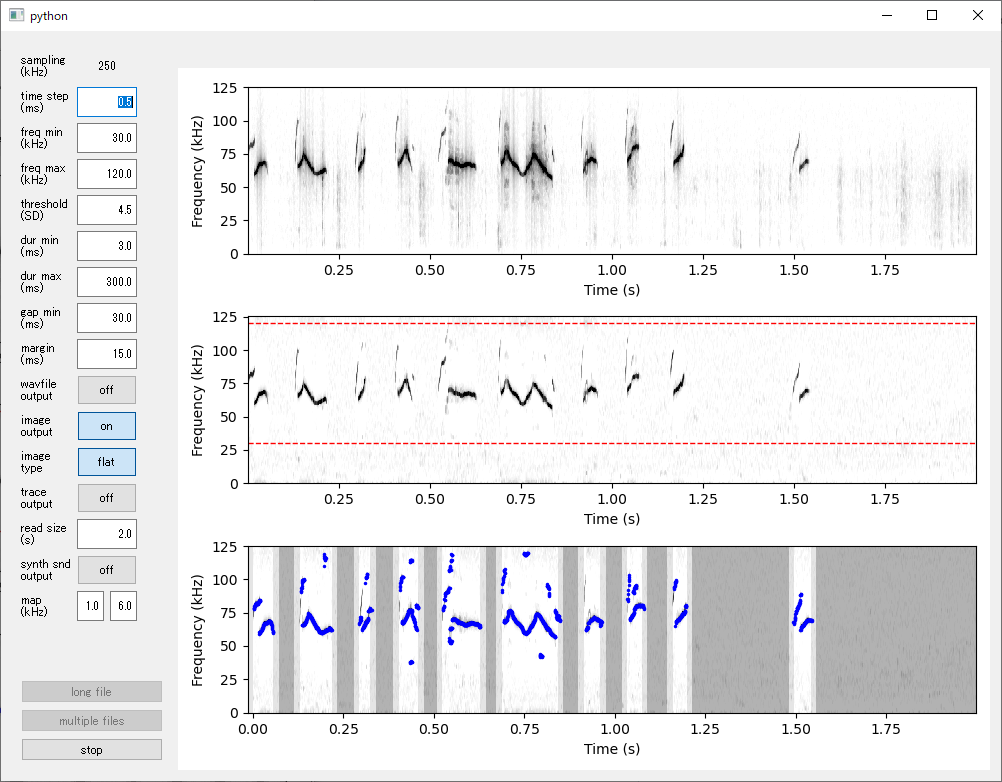 python
sampling
(kHz)
250
time step
(ms)
0.5
freq min
(kHz)
30.0
freq max
(kHz)
120.0
threshold
(SD)
4.5
dur min
(ms)
3.0
dur max
(ms)
300.0
gap min
(ms)
30.0
margin
(ms)
15.0
wavfile
output
off
image
output
on
image
type
flat
trace
output
off
read size
(s)
2.0
synth snd
output
off
map
(kHz)
1.0
6.0
long file
multiple files
stop
125
100
75
50
25
0
Frequency (kHz)
0.25 0.50 0.75 1.00 1.25 1.50 1.75
Time (s)
125
100
75
50
25
0
Frequency (kHz)
0.25 0.50 0.75 1.00 1.25 1.50 1.75
Time (s)
125
100
75
50
25
0
Frequency (kHz)
0.00 0.25 0.50 0.75 1.00 1.25 1.50 1.75
Time (s)